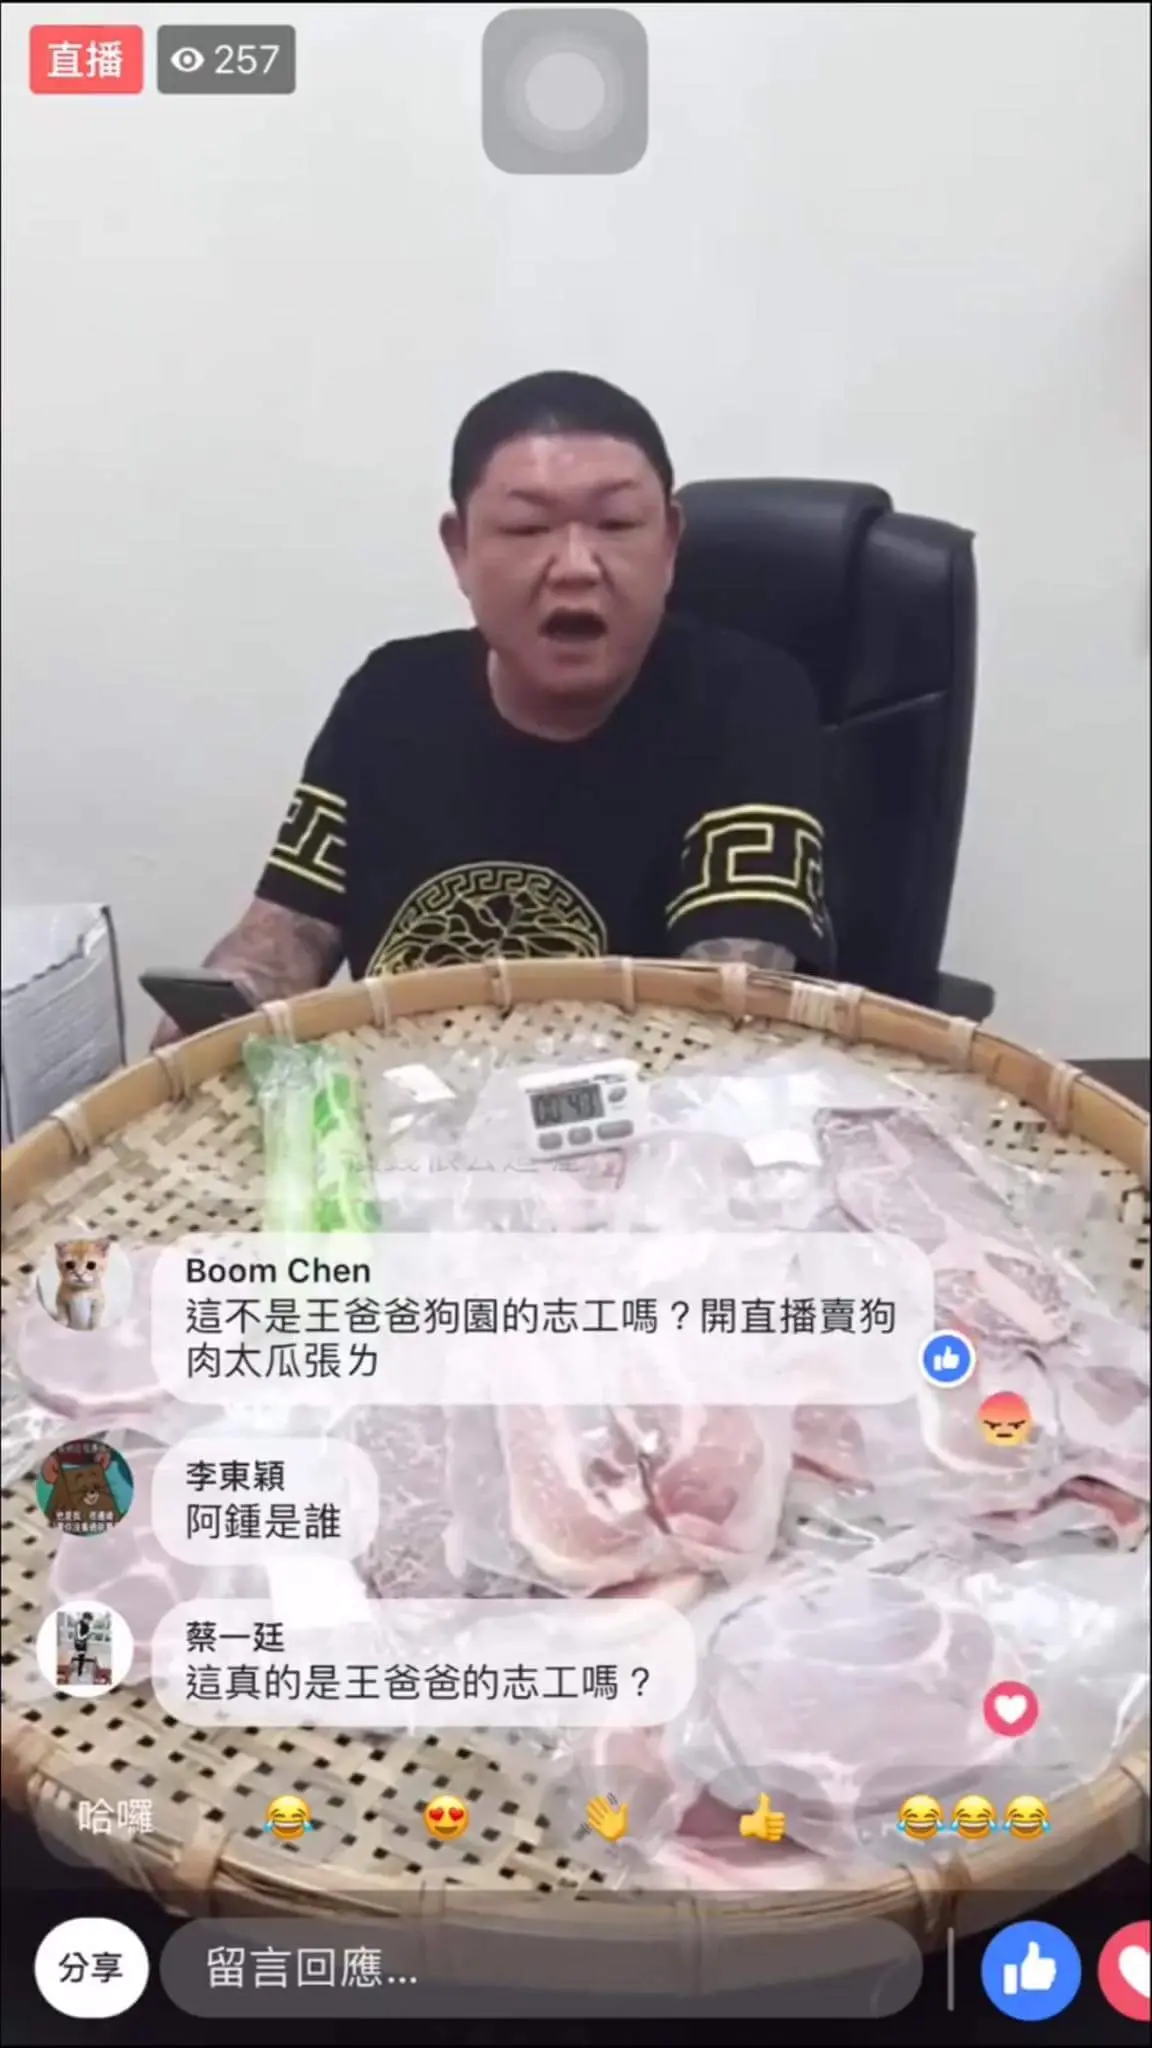 直播
257
Boom Chen
這不是王爸爸狗園的志工嗎？開直播賣狗
肉太瓜張ㄌ
李東穎
阿鍾是誰
蔡一廷
這真的是王爸爸的志工嗎？
哈囉
分享
留言回應...